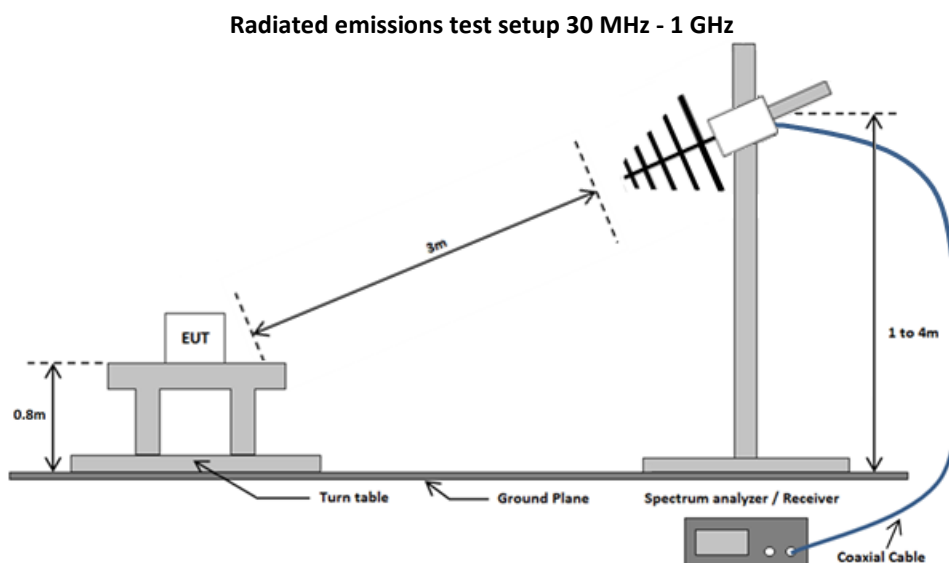 Radiated emissions test setup 30 MHz - 1 GHz
3m
EUT
1 to 4m
0.8m
Turn table
Ground Plane
Spectrum analyzer / Receiver
Coaxial Cable